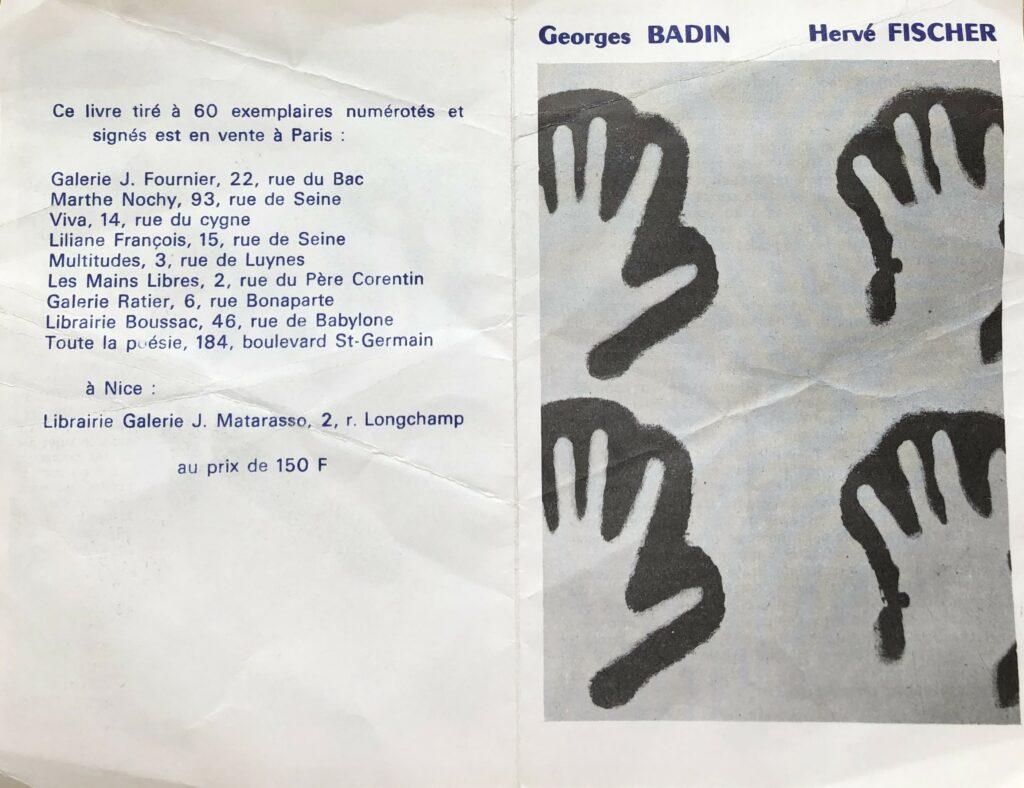 Ce livre tiré à 60 exemplaires numérotés et
signés est en vente à Paris :
Galerie J. Fournier, 22, rue du Bac
Marthe Nochy, 93, rue de Seine
Viva, 14, rue du cygne
Liliane François, 15, rue de Seine
Multitudes, 3, rue de Luynes
Les Mains Libres, 2, rue du Père Corentin
Galerie Ratier, 6, rue Bonaparte
Librairie Boussac, 46, rue de Babylone
Toute la poésie, 184, boulevard St-Germain
à Nice :
Librairie Galerie J. Matarasso, 2, r. Longchamp
au prix de 150 F
Georges BADIN Hervé FISCHER